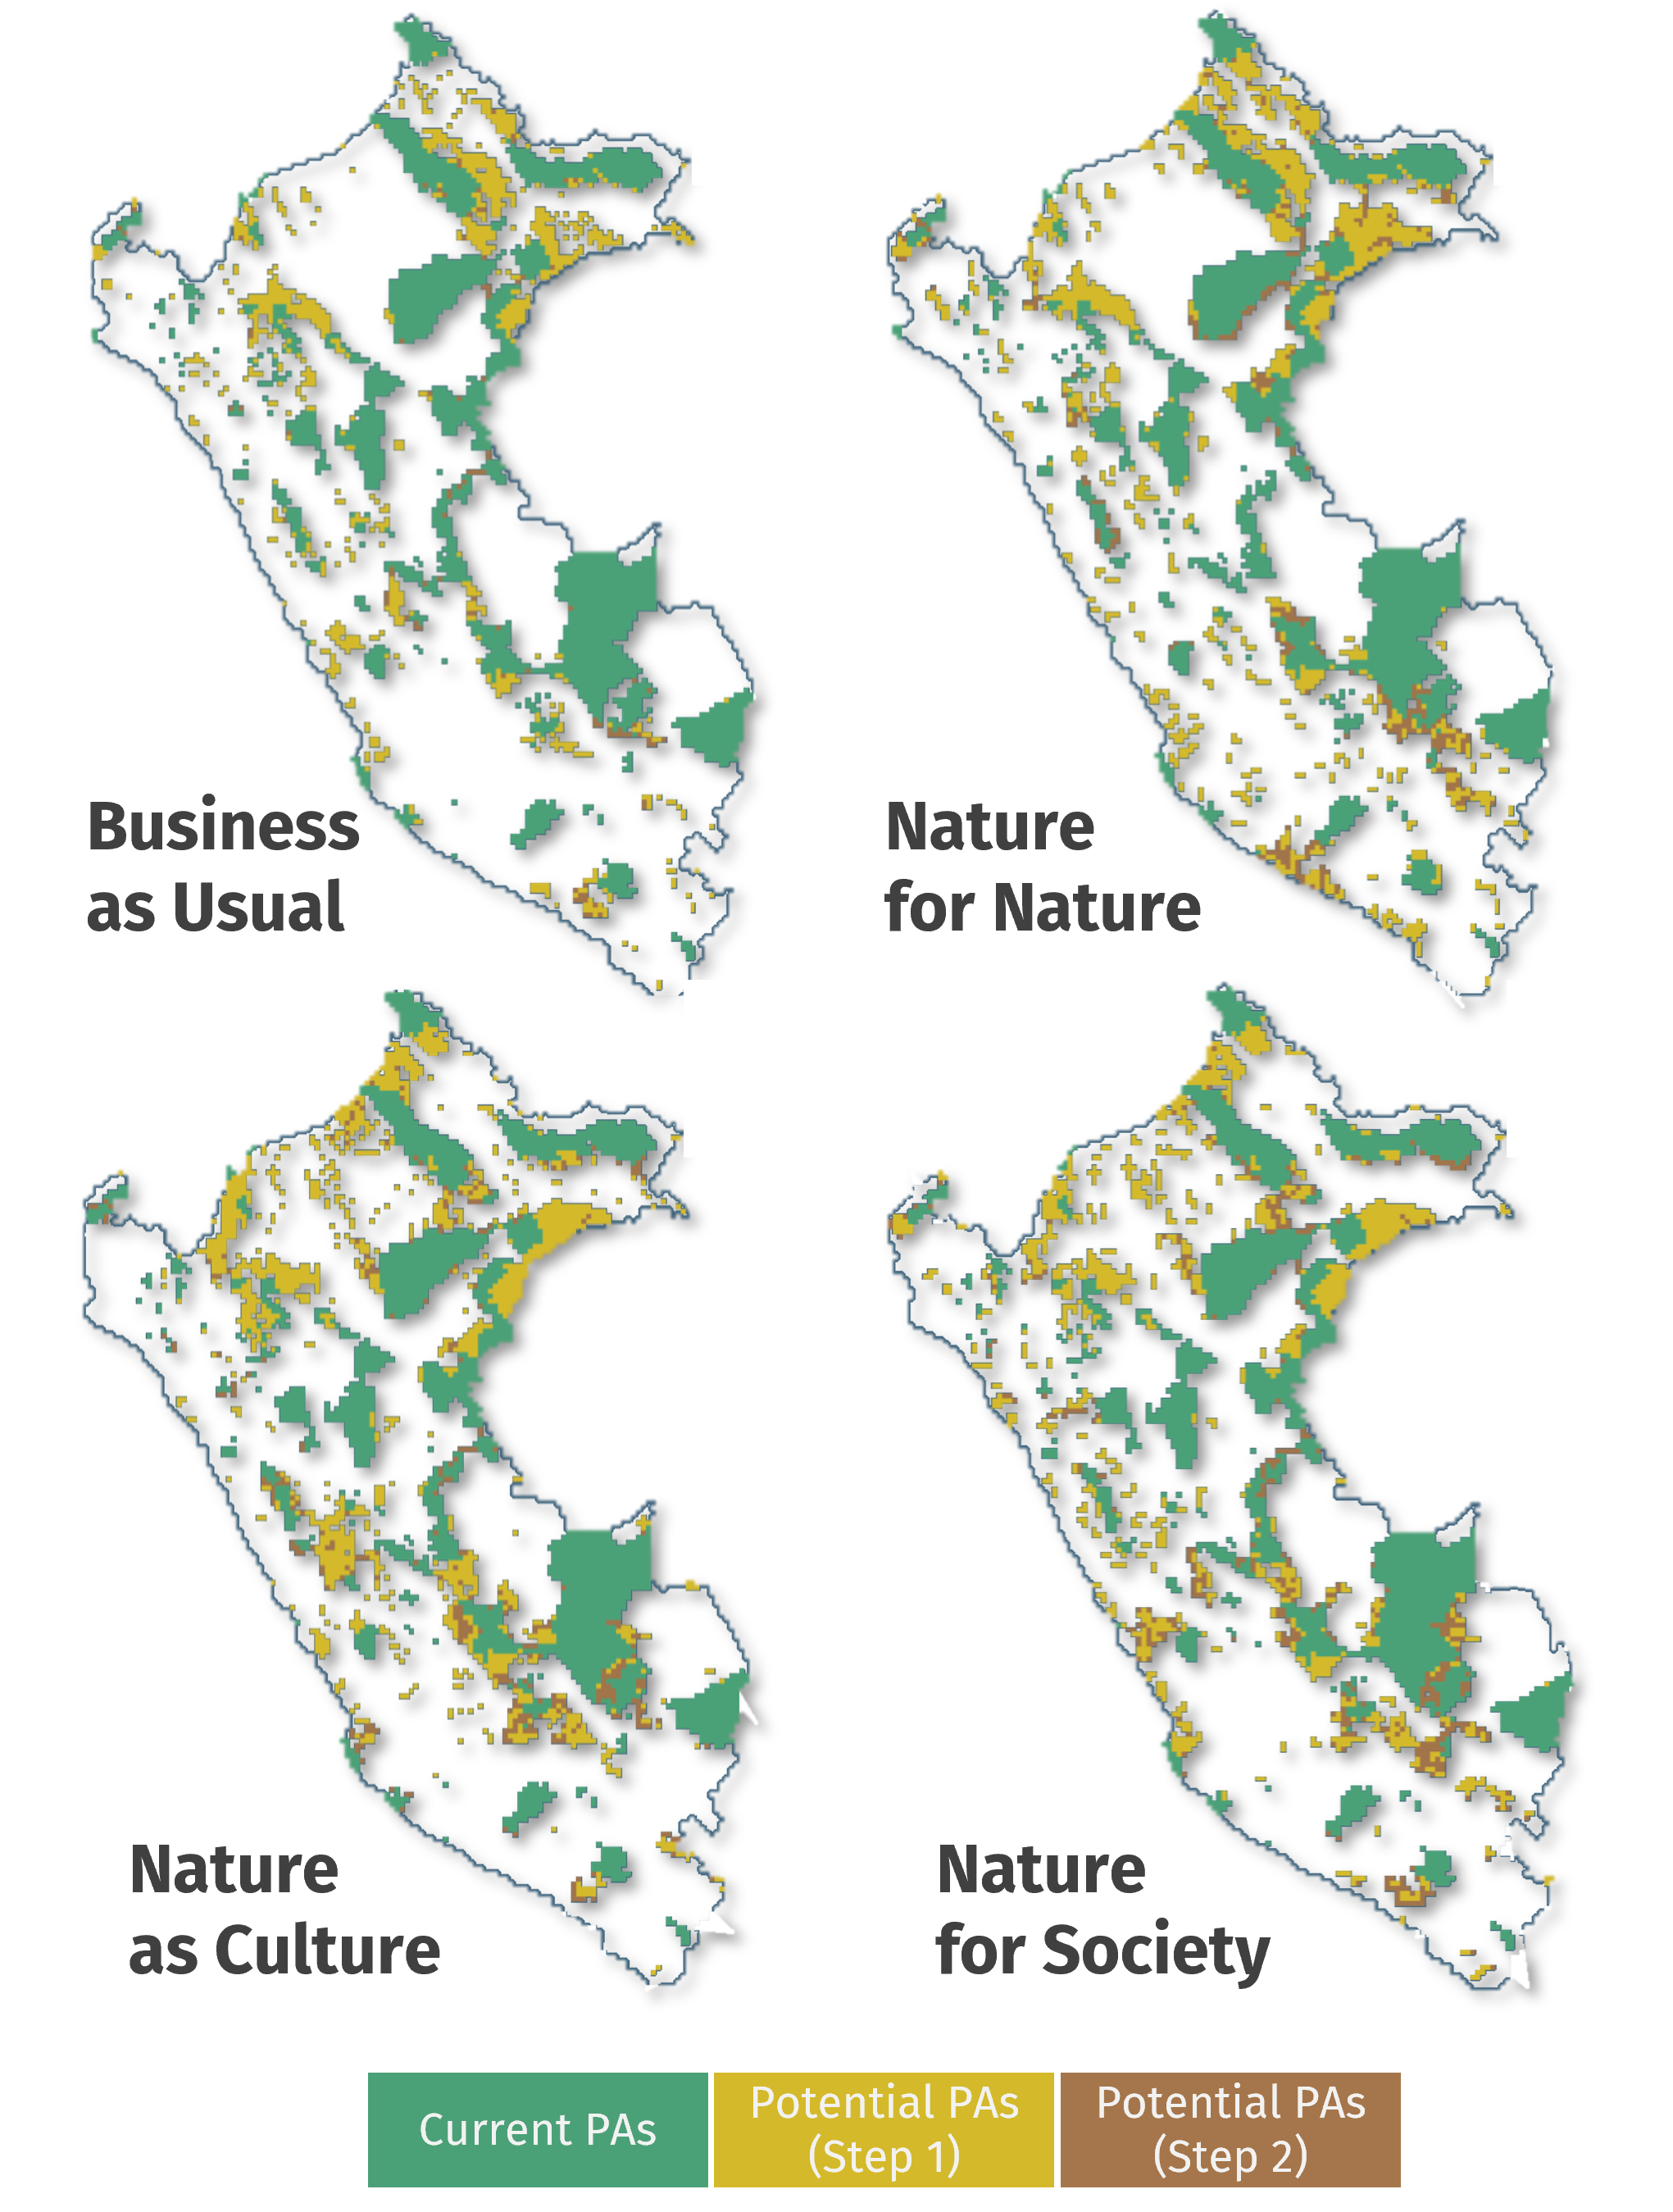 Business
as Usual
Nature
for Nature
Nature
as Culture
Nature
for Society
Current PAs
Potential PAs
(Step 1)
Potential PAs
(Step 2)